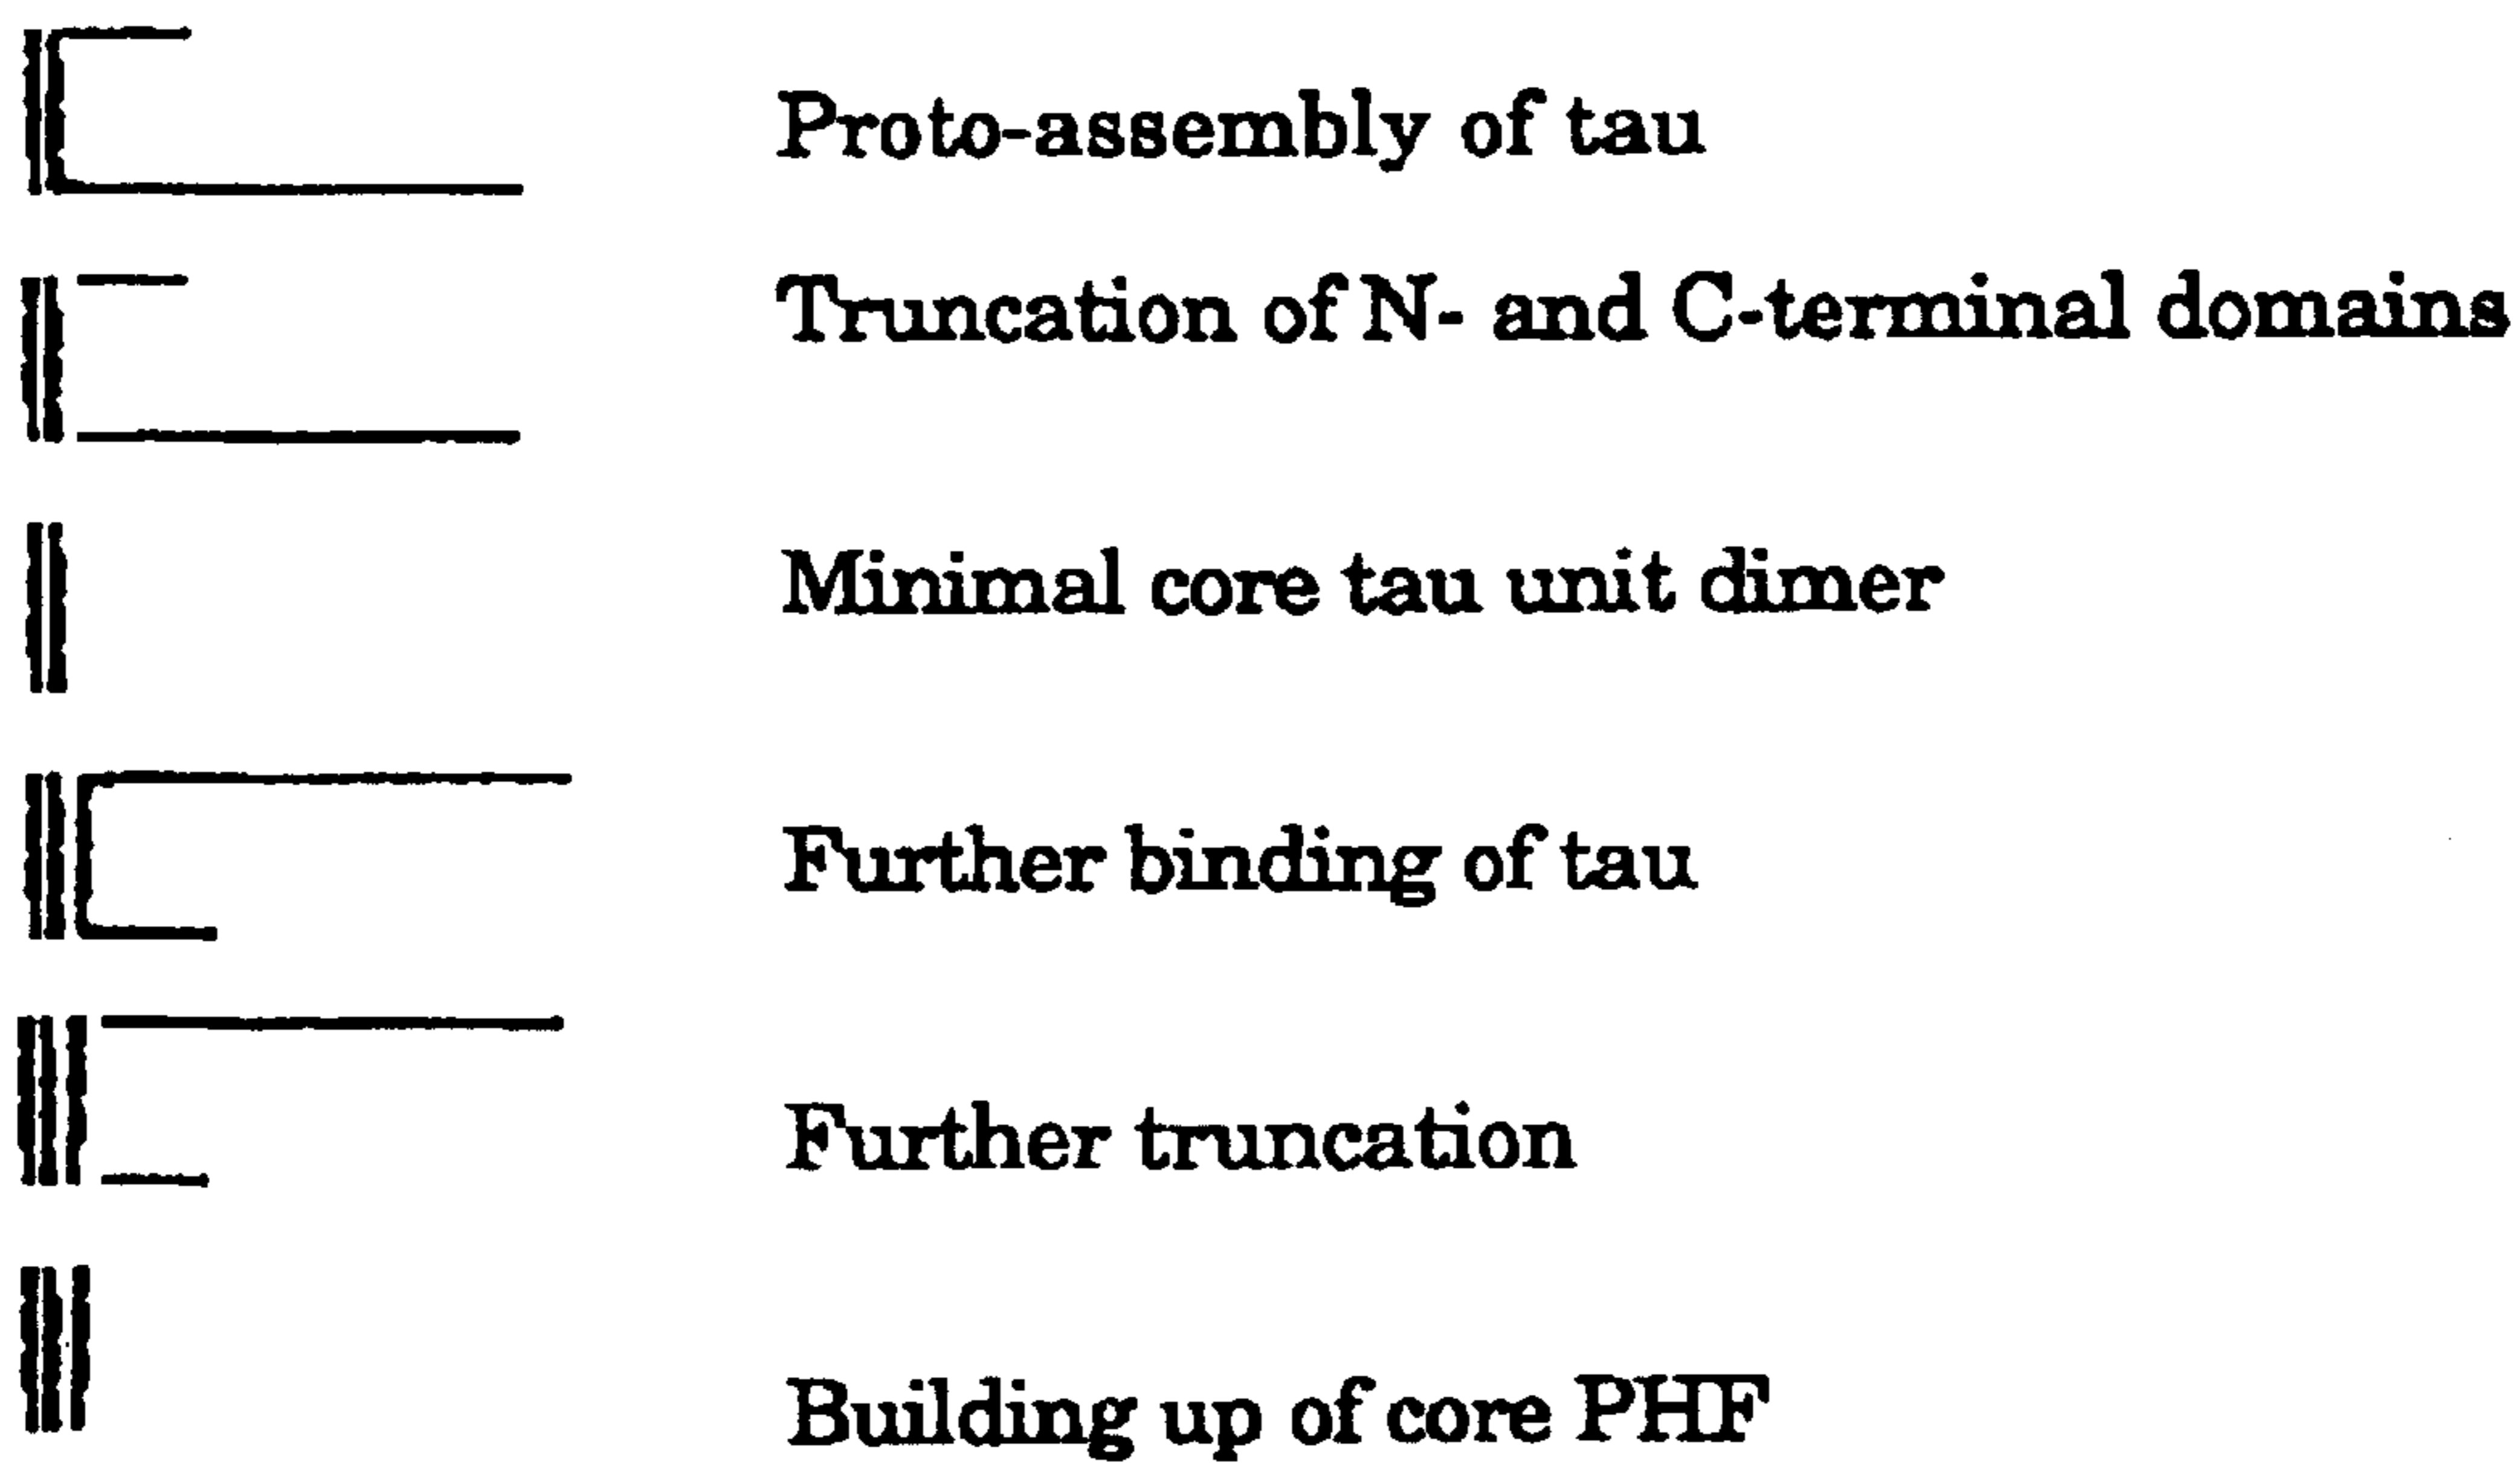 Proto-assembly of tau
Truncation of N- and C-terminal domains
Minimal core tau unit dimer
Further binding of tau
Further truncation
Building up of core PHF